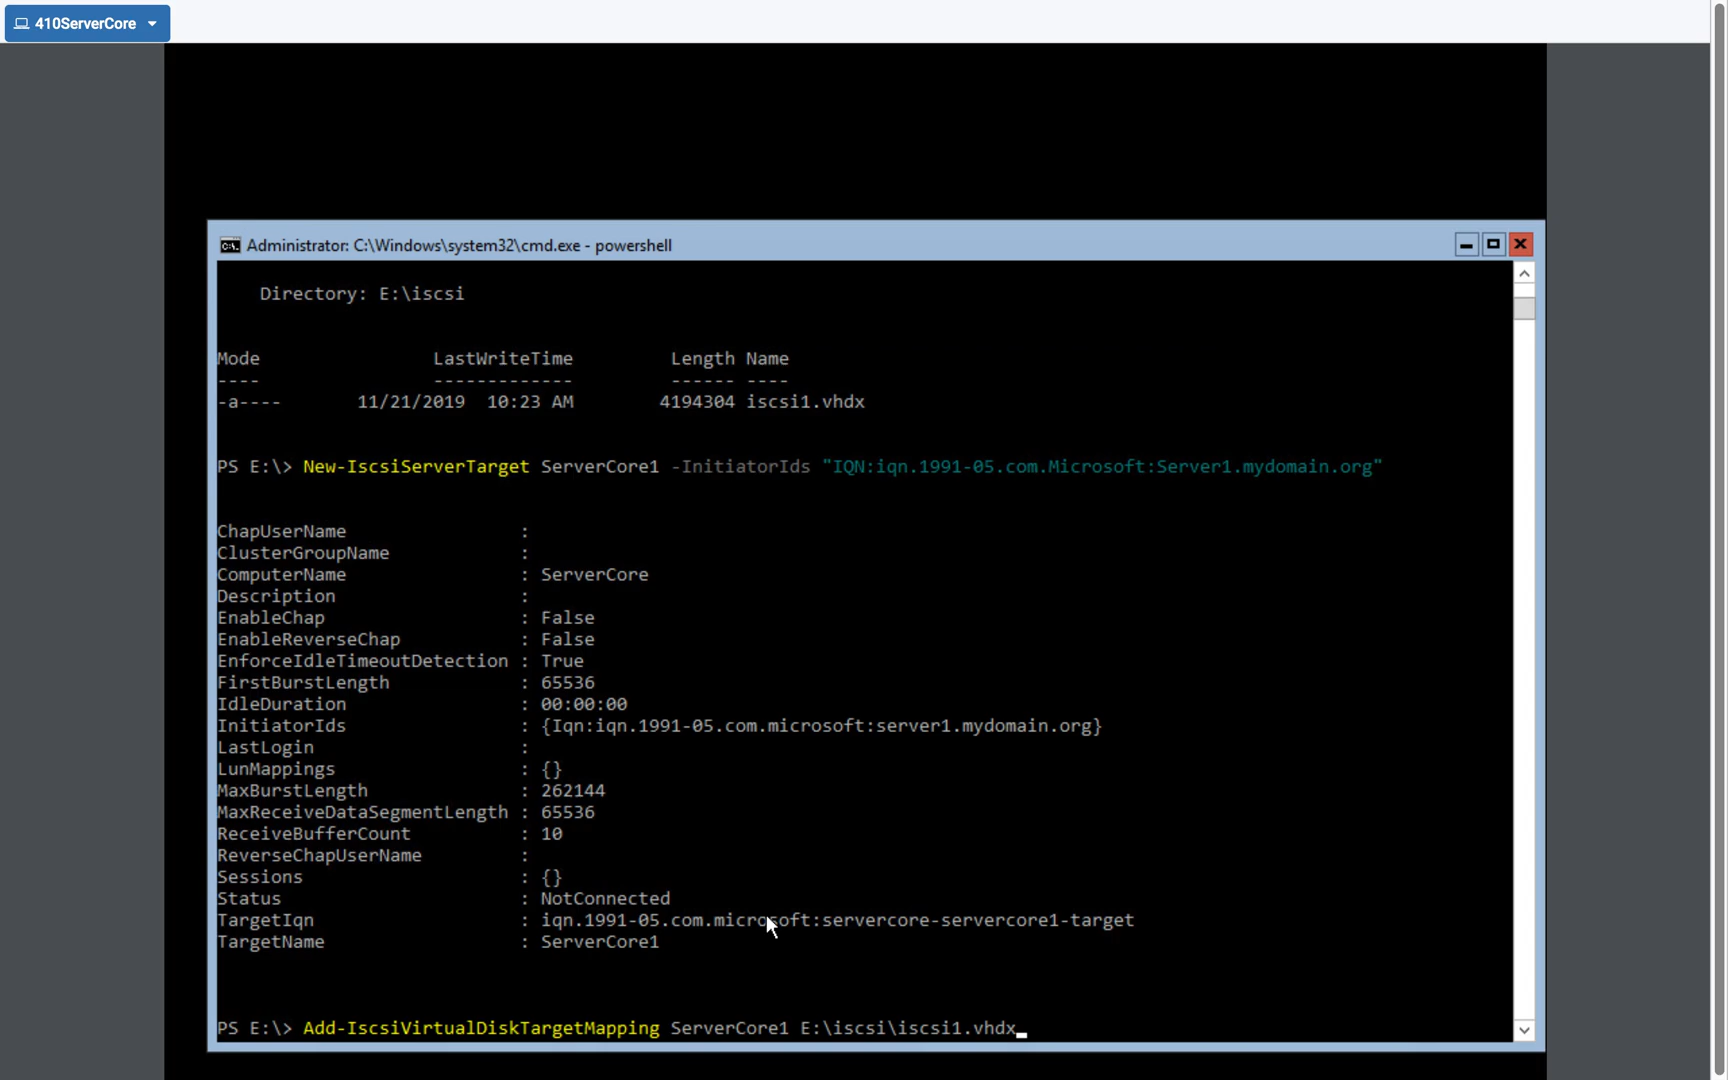 410ServerCore
Administrator: C:\Windows\system32\cmd.exe - powershell
Directory: E:\iscsi
Mode LastWriteTime Length Name
---- ------------- ------ ----
-a---- 11/21/2019 10:23 AM 4194304 iscsi1.vhdx
PS E:\> New-IscsiServerTarget ServerCore1 -InitiatorIds "IQN:iqn.1991-05.com.Microsoft:Server1.mydomain.org"
ChapUserName :
ClusterGroupName :
ComputerName : ServerCore
Description :
EnableChap : False
EnableReverseChap : False
EnforceIdleTimeoutDetection : True
FirstBurstLength : 65536
IdleDuration : 00:00:00
InitiatorIds : {Iqn:iqn.1991-05.com.microsoft:server1.mydomain.org}
LastLogin :
LunMappings : {}
MaxBurstLength : 262144
MaxReceiveDataSegmentLength : 65536
ReceiveBufferCount : 10
ReverseChapUserName :
Sessions : {}
Status : NotConnected
TargetIqn : iqn.1991-05.com.microsoft:servercore-servercore1-target
TargetName : ServerCore1
PS E:\> Add-IscsiVirtualDiskTargetMapping ServerCore1 E:\iscsi\iscsi1.vhdx